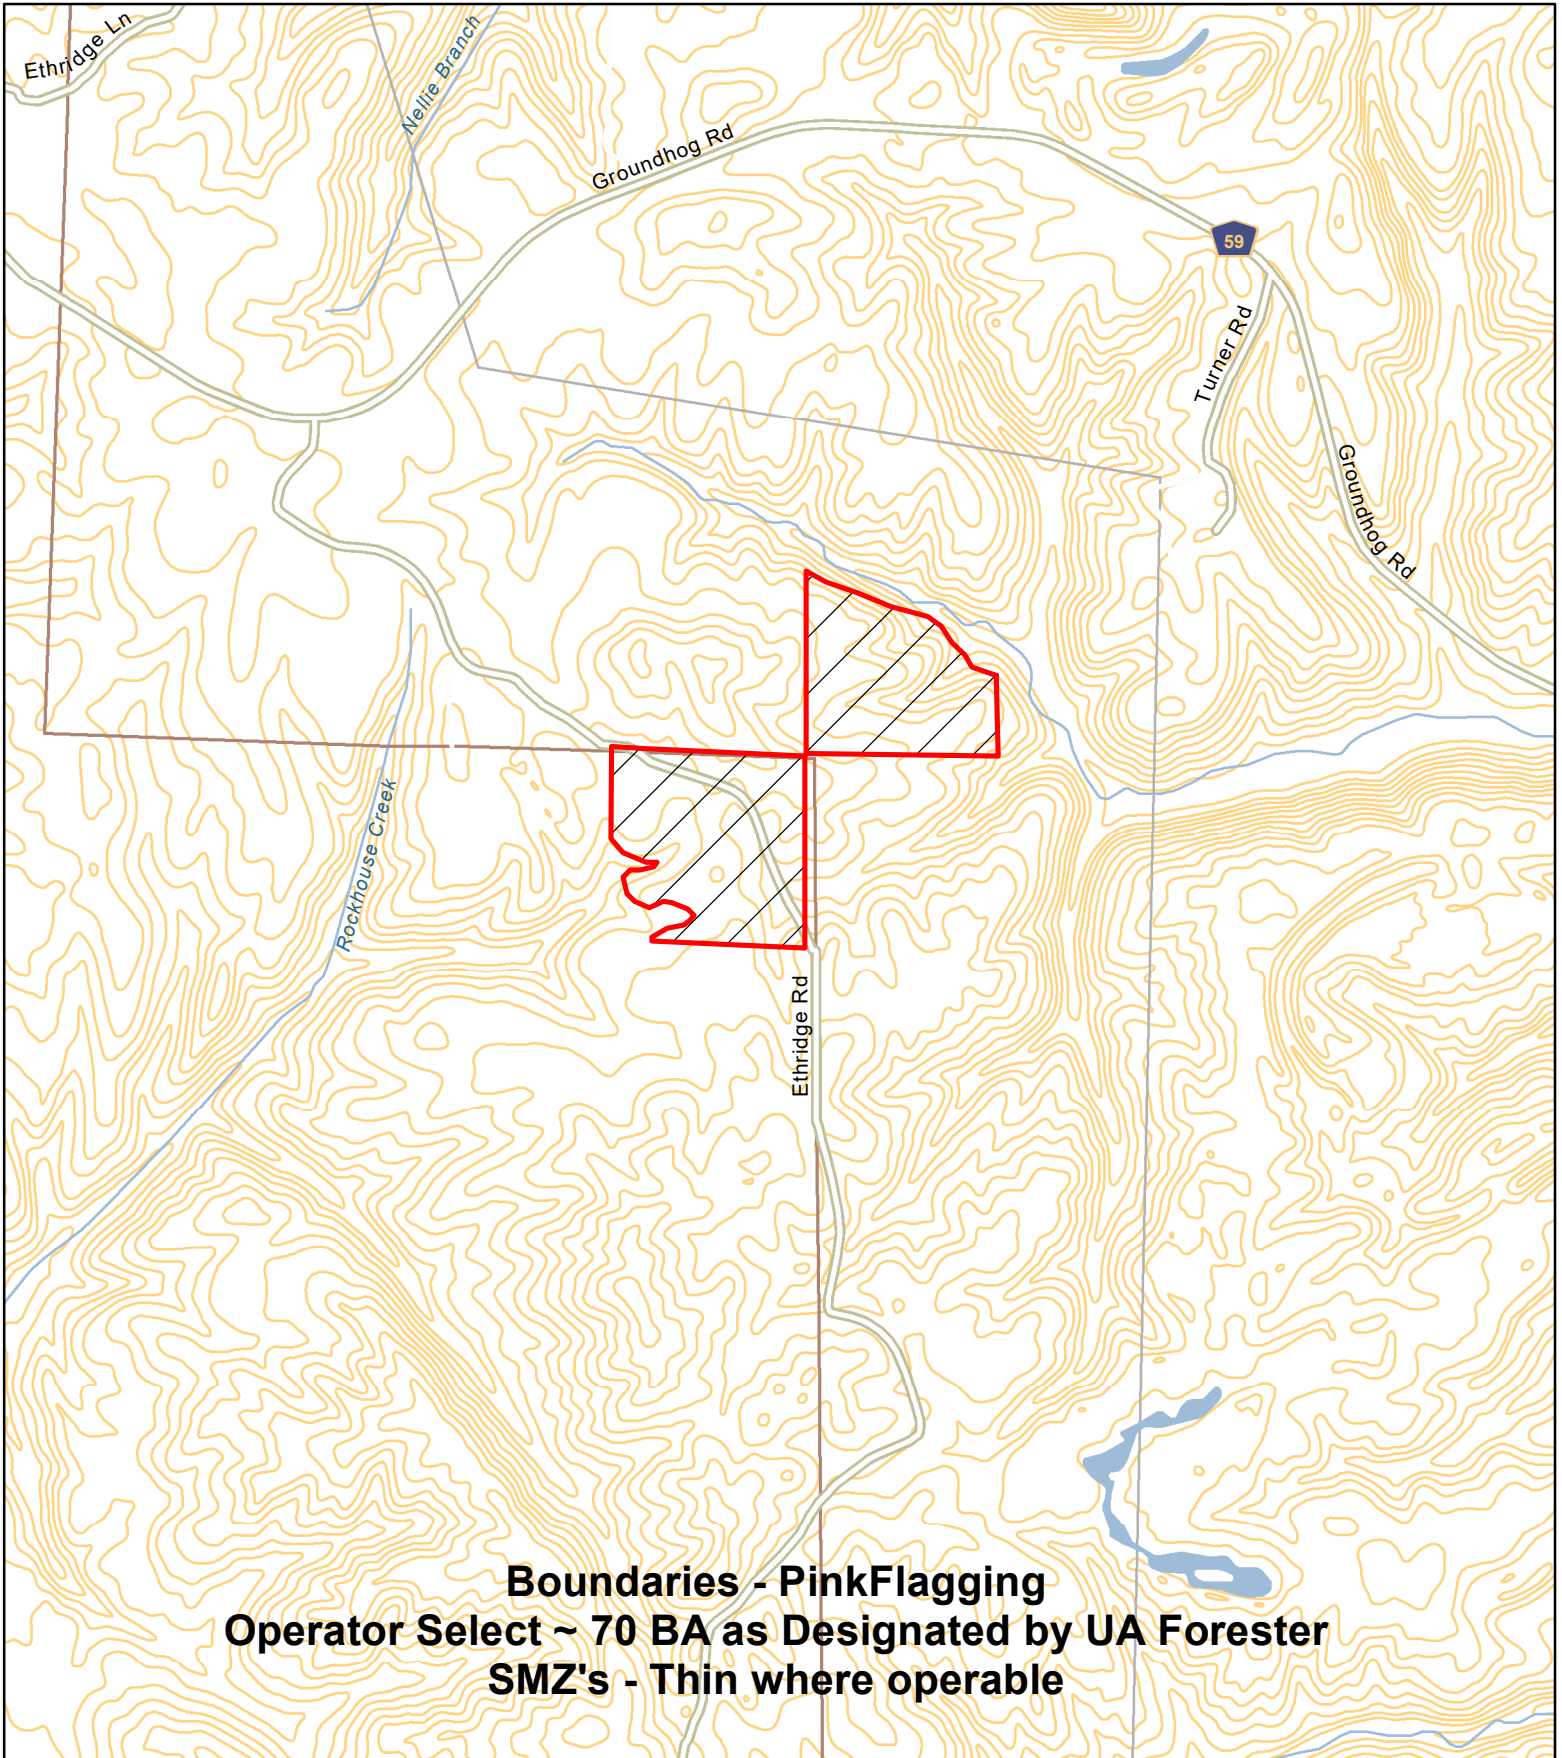 Ethridge Ln
Nellie Branch
Groundhog Rd
59
Turner Rd
Groundhog Rd
Rockhouse Creek
Ethridge Rd
Boundaries - PinkFlagging
Operator Select ~ 70 BA as Designated by UA Forester
SMZ's - Thin where operable